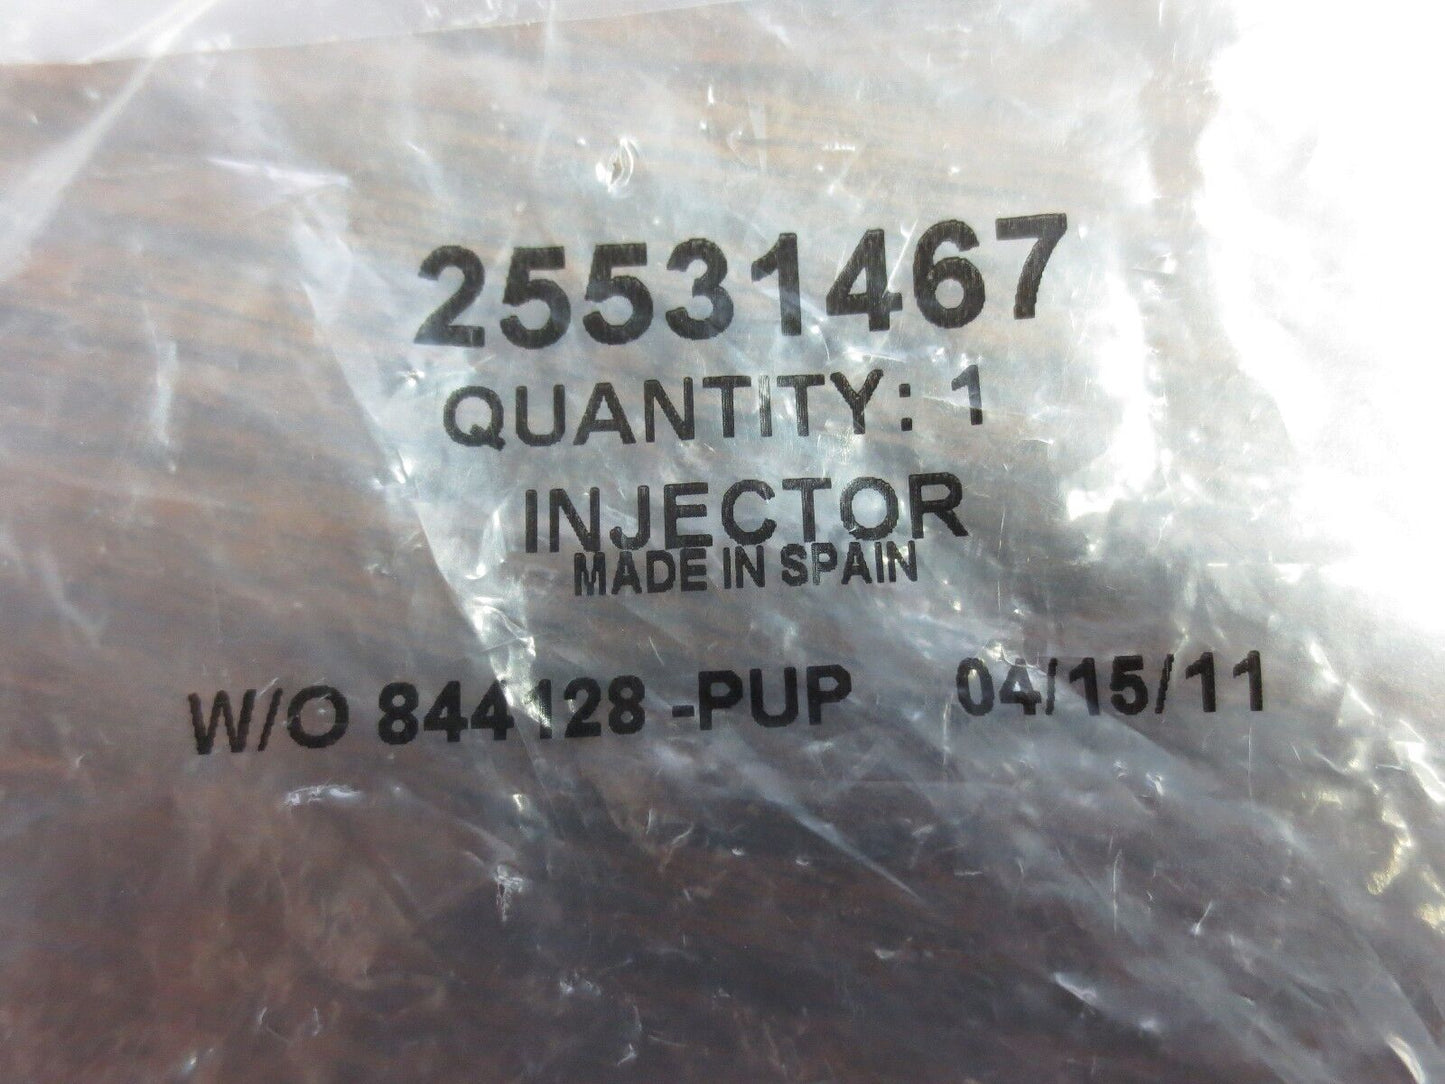 25531467
QUANTITY: 1
INJECTOR
MADE IN SPAIN
W/O 844128 -PUP 04/15/11